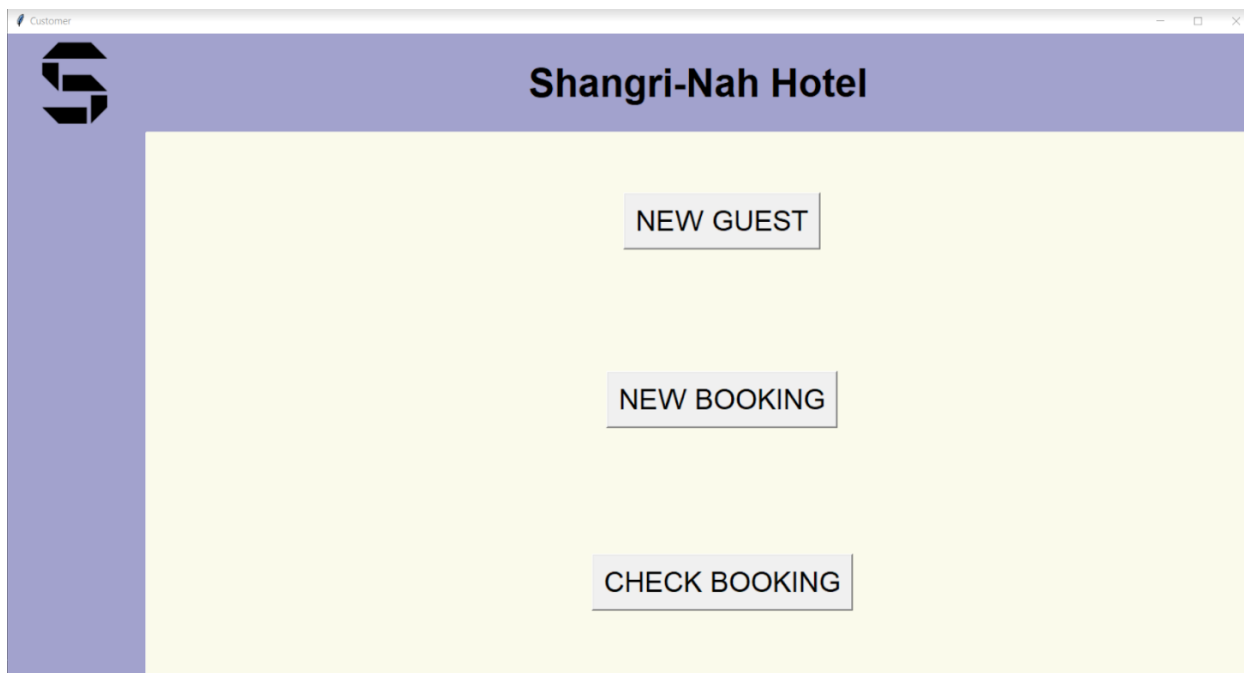 Customer
S
Shangri-Nah Hotel
NEW GUEST
NEW BOOKING
CHECK BOOKING